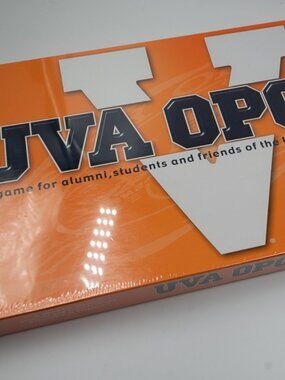 V
UVA OPO
game for alumni, students and friends of the
UVA OPO